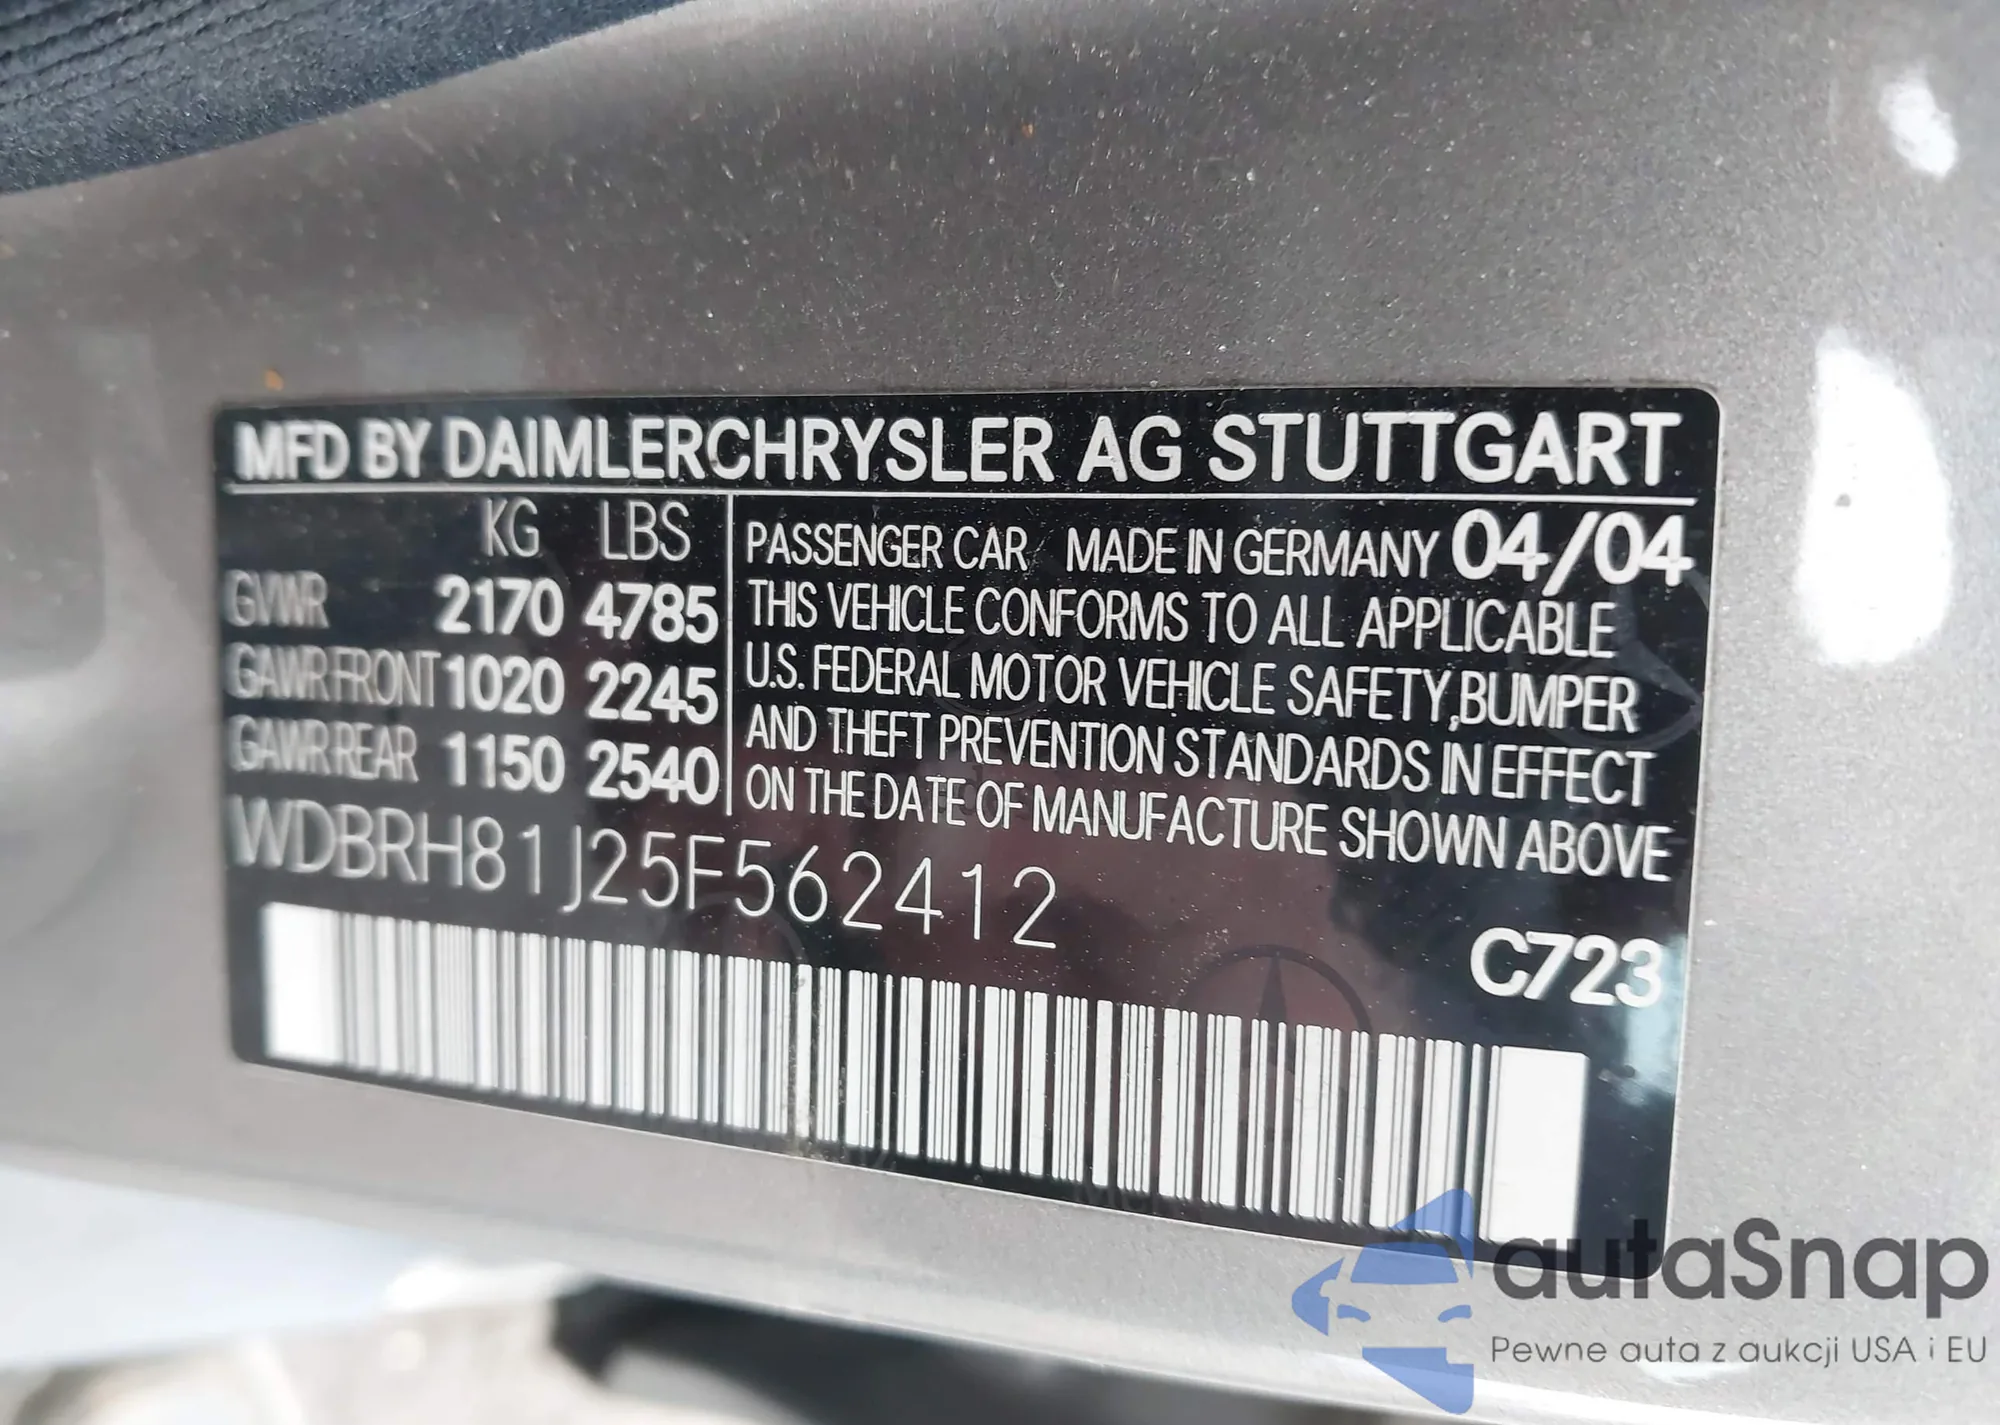 MFD BY DAIMLERCHRYSLER AG STUTTGART
KG LBS
GVWR 2170 4785
GAWR FRONT 1020 2245
GAWR REAR 1150 2540
PASSENGER CAR MADE IN GERMANY 04/04
THIS VEHICLE CONFORMS TO ALL APPLICABLE
U.S. FEDERAL MOTOR VEHICLE SAFETY, BUMPER
AND THEFT PREVENTION STANDARDS IN EFFECT
ON THE DATE OF MANUFACTURE SHOWN ABOVE
WDBRH81J25F562412
C723
autaSnap
Pewne auta z aukcji USA i EU